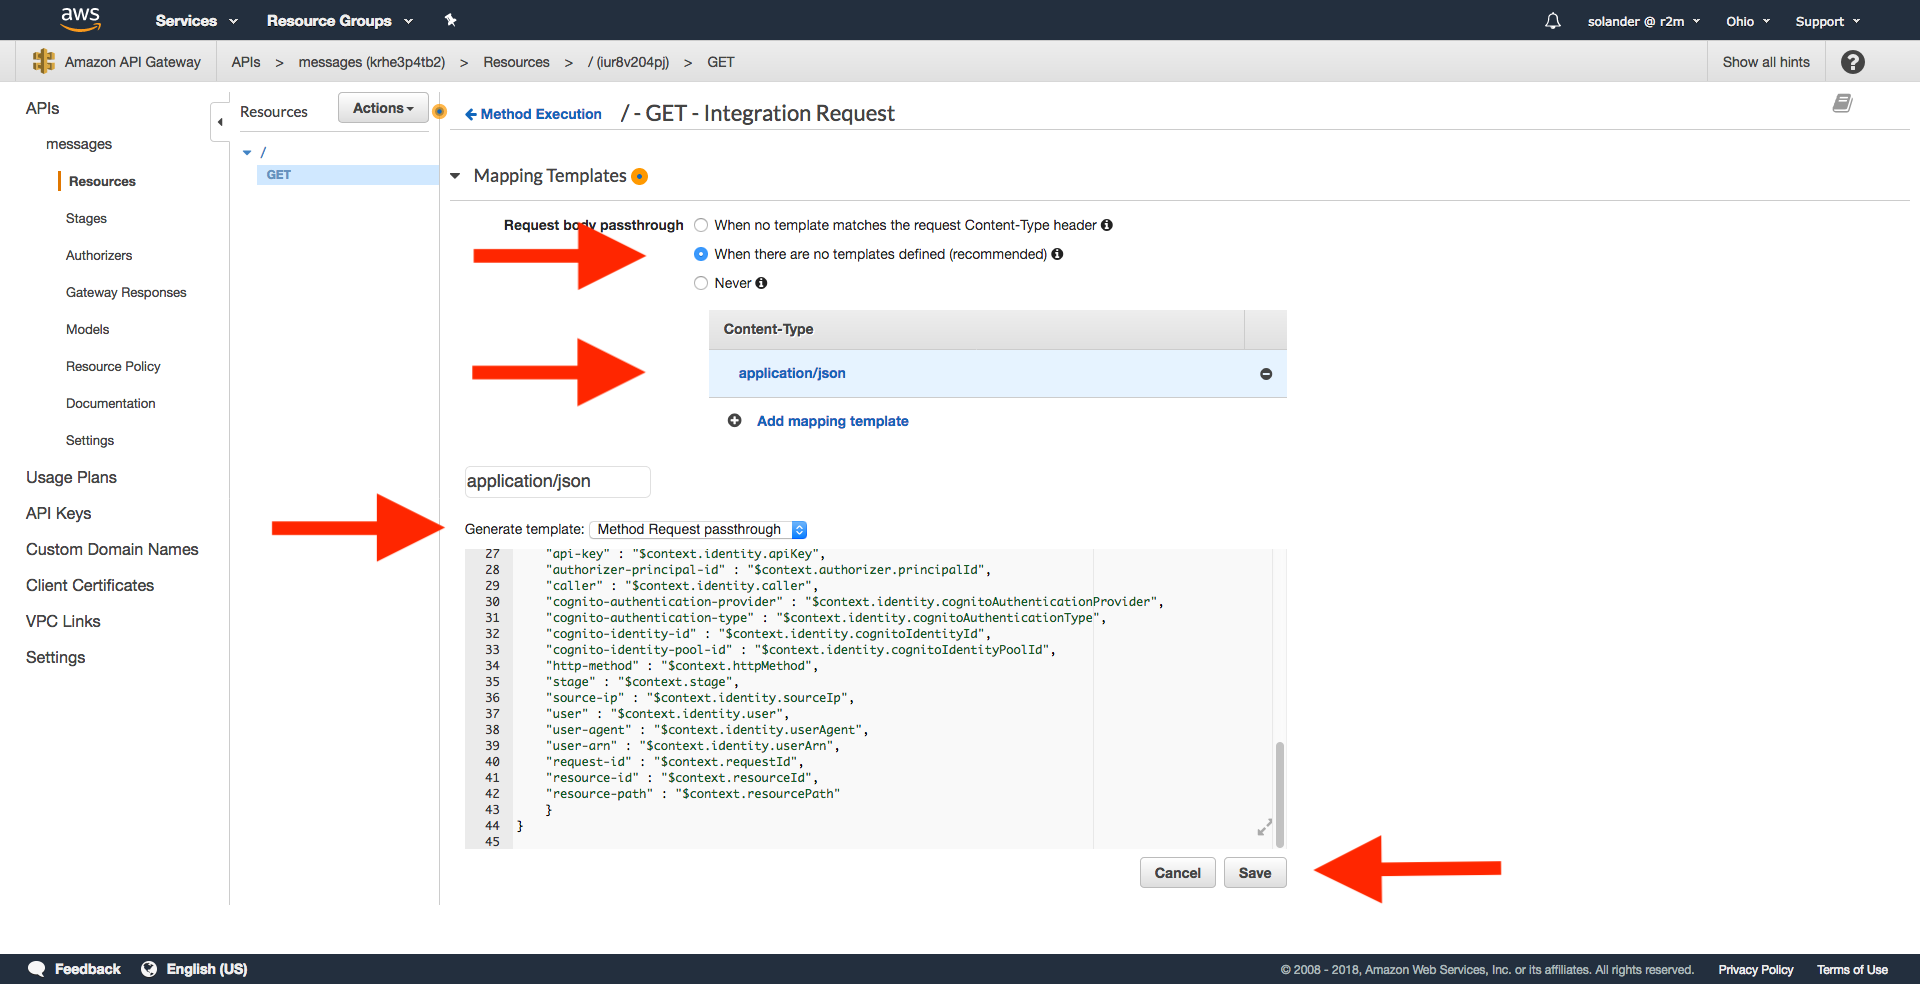 aws Services Resource Groups solander @ r2m Ohio Support
Amazon API Gateway APIs > messages (krhe3p4tb2) > Resources > / (iur8v204pj) > GET Show all hints ?
APIs
messages
Resources
Stages
Authorizers
Gateway Responses
Models
Resource Policy
Documentation
Settings
Usage Plans
API Keys
Custom Domain Names
Client Certificates
VPC Links
Settings
Resources Actions
/
GET
Method Execution / - GET - Integration Request
Mapping Templates
Request body passthrough
When no template matches the request Content-Type header
When there are no templates defined (recommended)
Never
Content-Type
application/json
Add mapping template
application/json
Generate template: Method Request passthrough
27 "api-key" : "$context.identity.apiKey",
28 "authorizer-principal-id" : "$context.authorizer.principalId",
29 "caller" : "$context.identity.caller",
30 "cognito-authentication-provider" : "$context.identity.cognitoAuthenticationProvider",
31 "cognito-authentication-type" : "$context.identity.cognitoAuthenticationType",
32 "cognito-identity-id" : "$context.identity.cognitoIdentityId",
33 "cognito-identity-pool-id" : "$context.identity.cognitoIdentityPoolId",
34 "http-method" : "$context.httpMethod",
35 "stage" : "$context.stage",
36 "source-ip" : "$context.identity.sourceIp",
37 "user" : "$context.identity.user",
38 "user-agent" : "$context.identity.userAgent",
39 "user-arn" : "$context.identity.userArn",
40 "request-id" : "$context.requestId",
41 "resource-id" : "$context.resourceId",
42 "resource-path" : "$context.resourcePath"
43 }
44 }
45
Cancel Save
Feedback English (US) © 2008 - 2018, Amazon Web Services, Inc. or its affiliates. All rights reserved. Privacy Policy Terms of Use